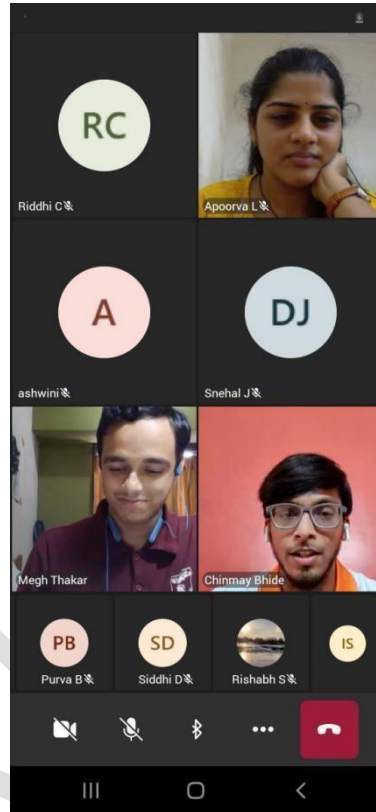 RC
Riddhi C
Apoorva L
A
ashwini
DJ
Snehal J
Megh Thakar
Chinmay Bhide
PB
Purva B
SD
Siddhi D
Rishabh S
IS